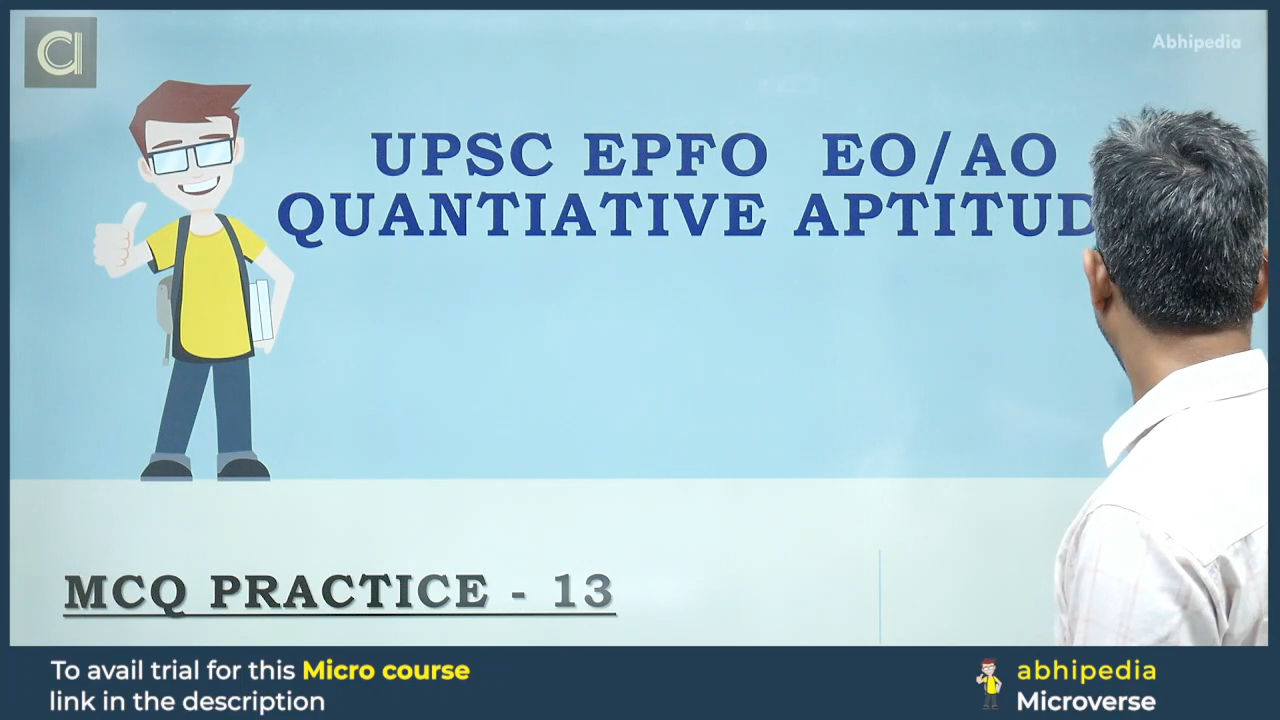 Abhipedia
UPSC EPFO EO/AO
QUANTIATIVE APTITUD
MCQ PRACTICE - 13
To avail trial for this Micro course
link in the description
abhipedia
Microverse